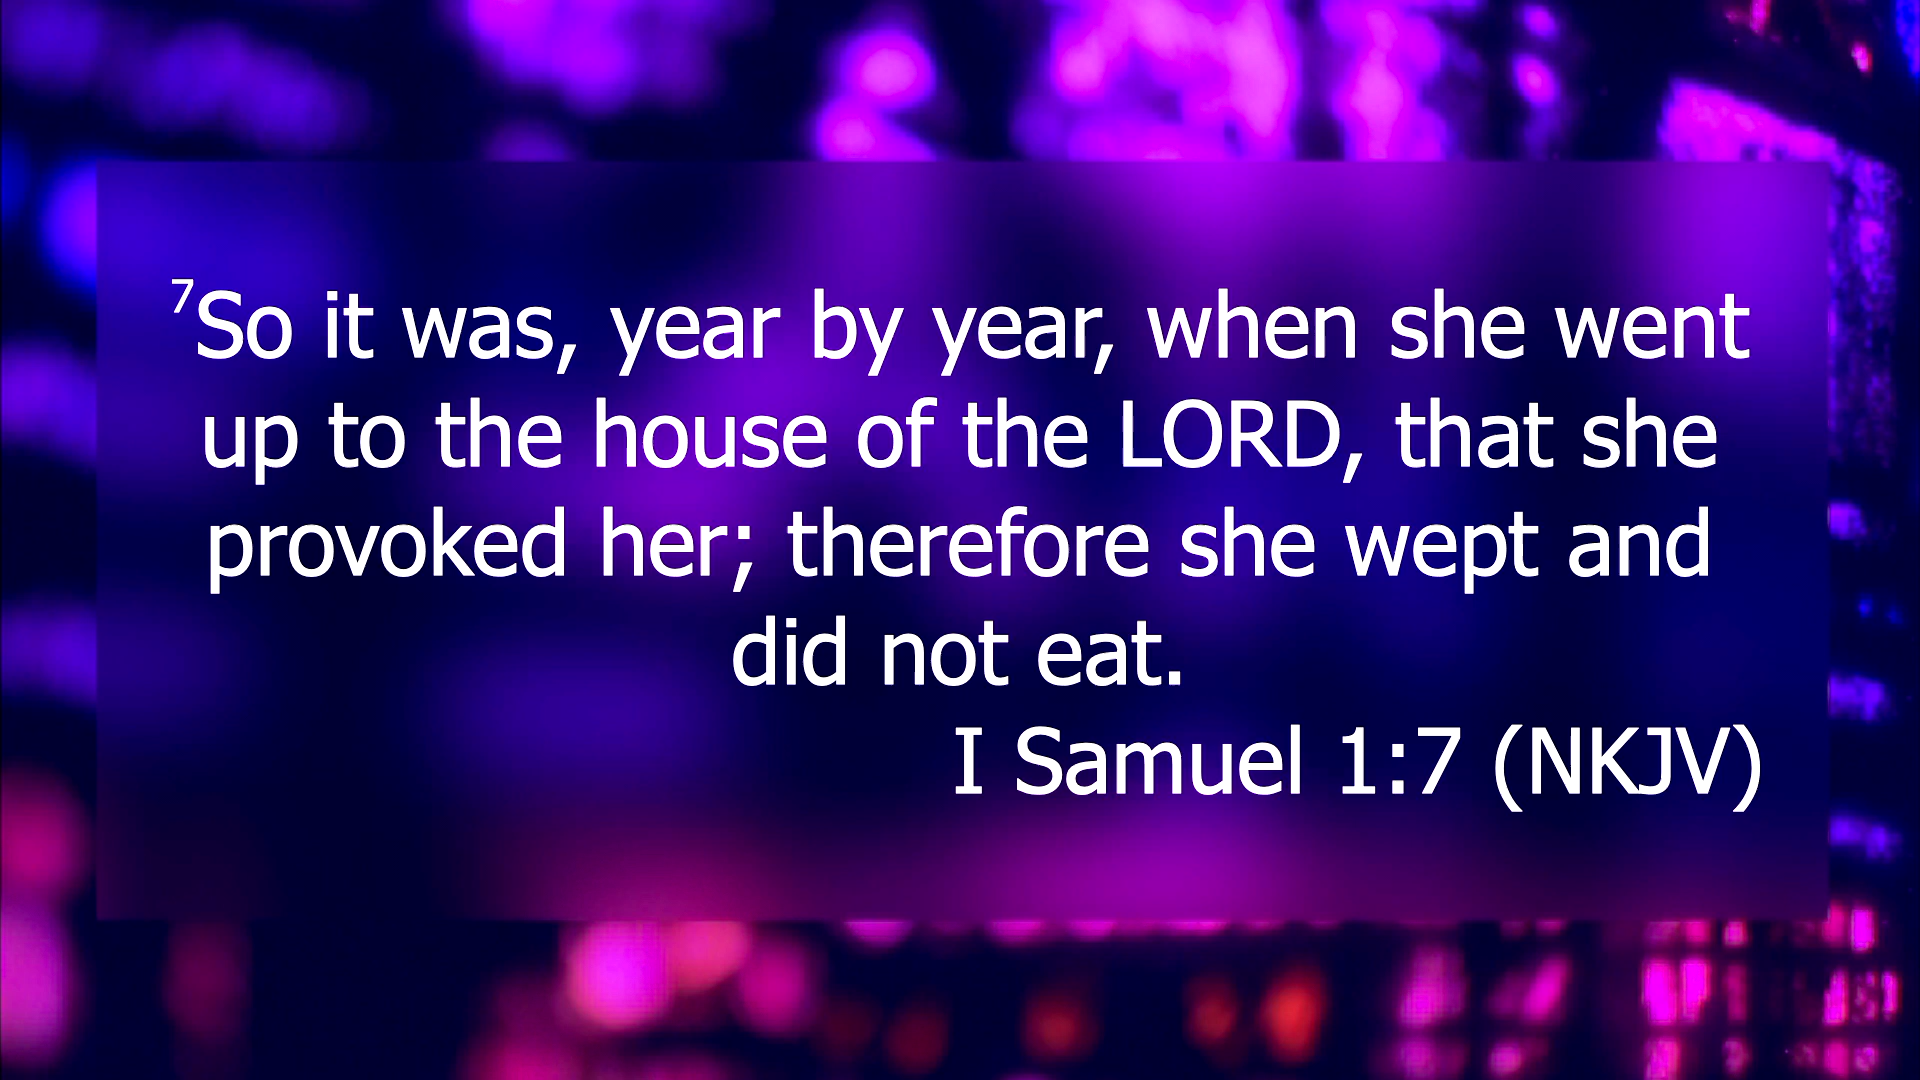 ⁷So it was, year by year, when she went
up to the house of the LORD, that she
provoked her; therefore she wept and
did not eat.
I Samuel 1:7 (NKJV)